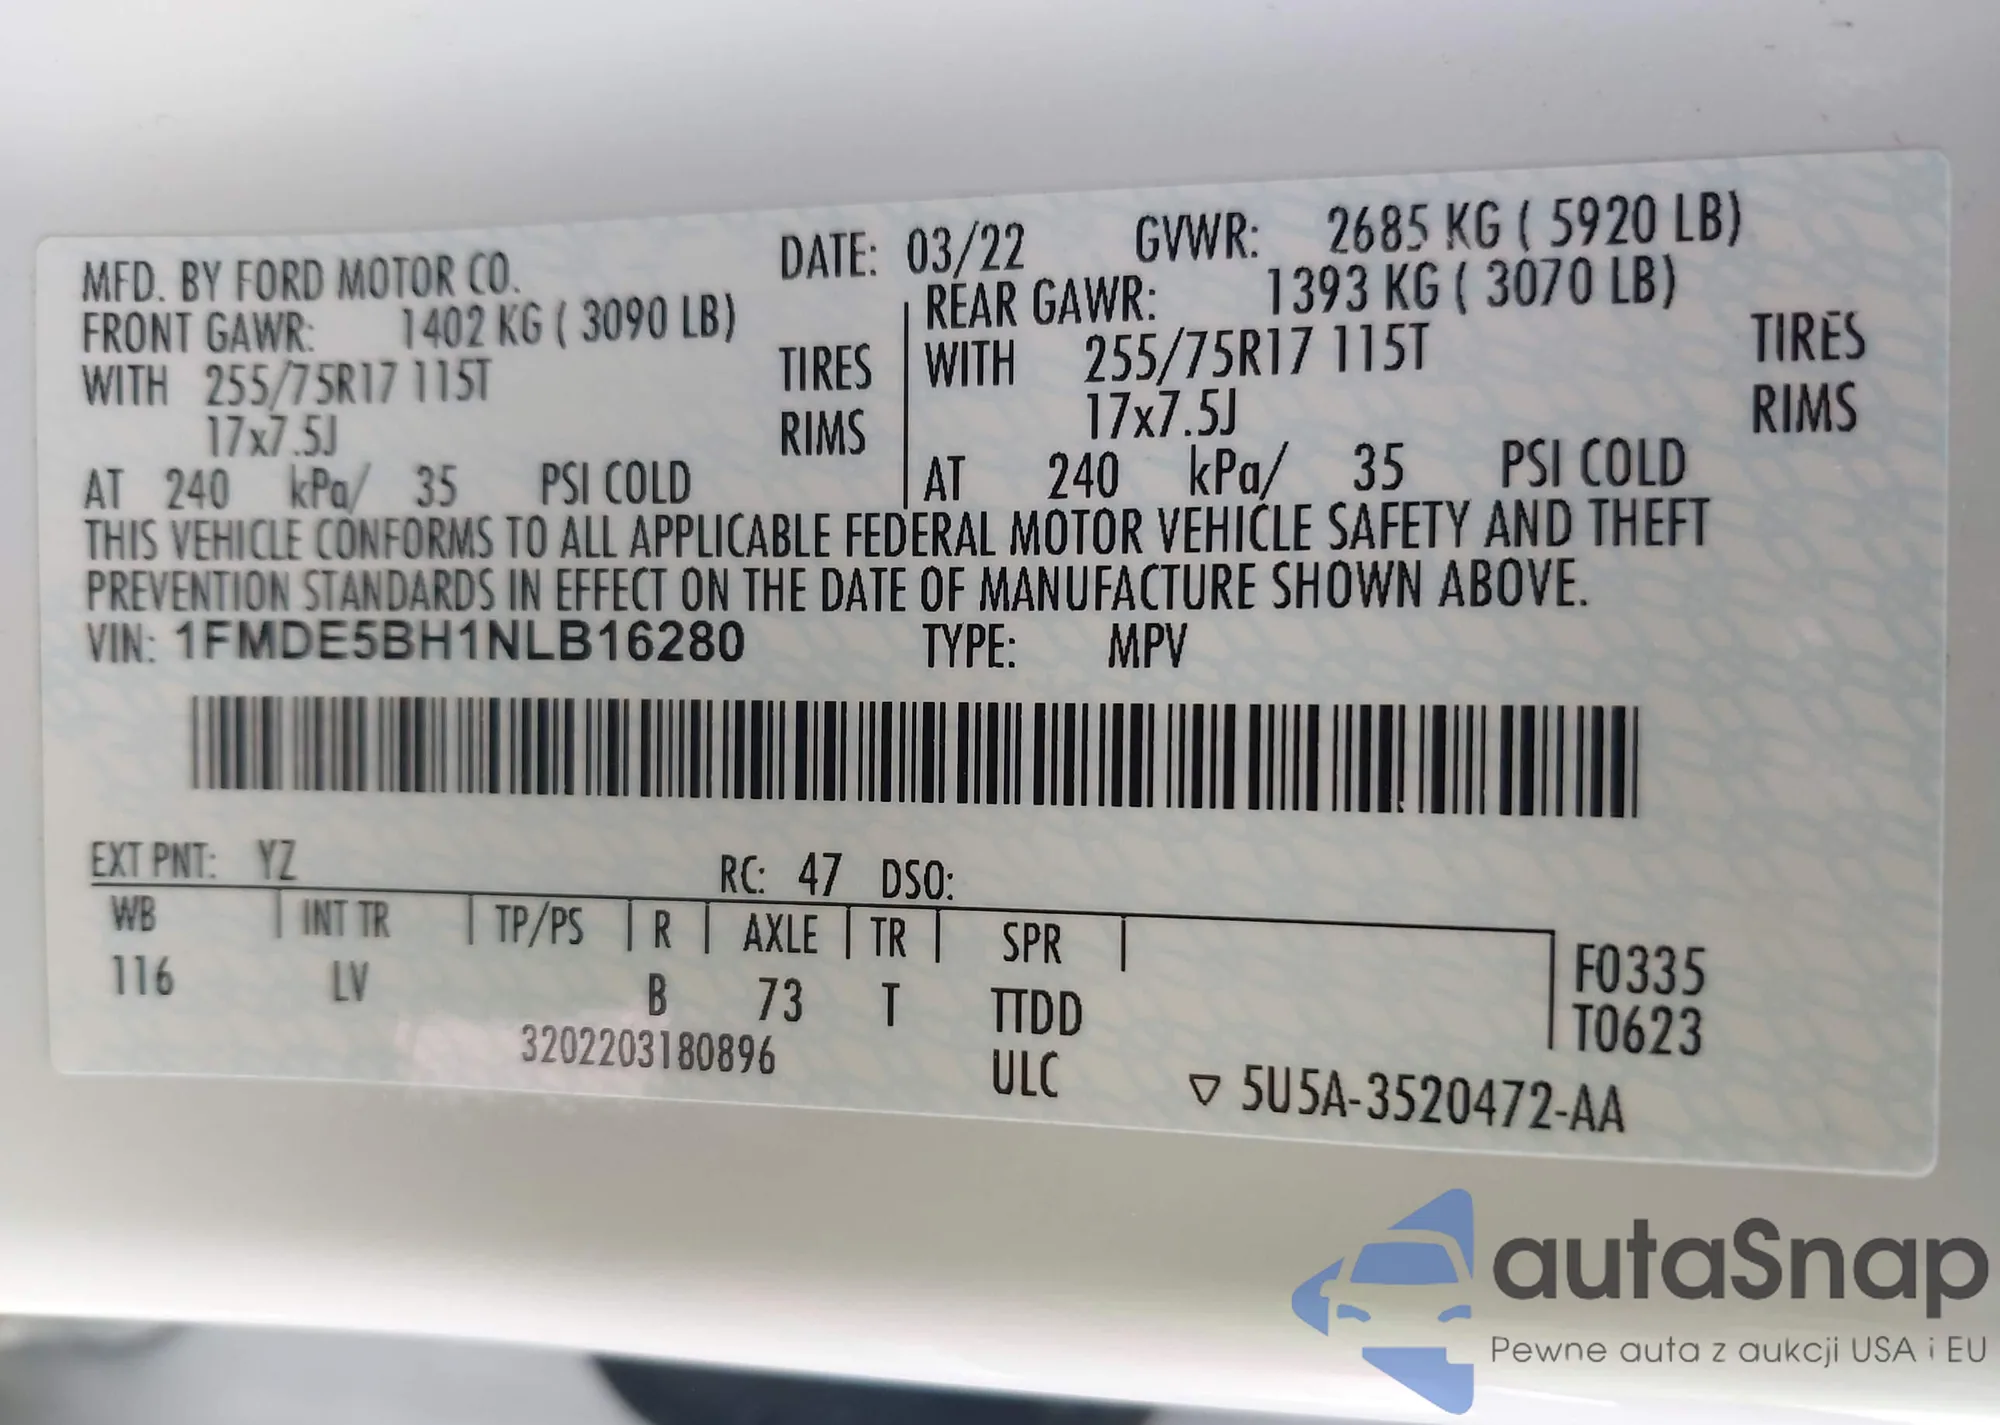 MFD. BY FORD MOTOR CO. DATE: 03/22 GVWR: 2685 KG ( 5920 LB)
FRONT GAWR: 1402 KG ( 3090 LB) REAR GAWR: 1393 KG ( 3070 LB)
WITH 255/75R17 115T TIRES WITH 255/75R17 115T TIRES
17x7.5J RIMS 17x7.5J RIMS
AT 240 kPa/ 35 PSI COLD AT 240 kPa/ 35 PSI COLD
THIS VEHICLE CONFORMS TO ALL APPLICABLE FEDERAL MOTOR VEHICLE SAFETY AND THEFT
PREVENTION STANDARDS IN EFFECT ON THE DATE OF MANUFACTURE SHOWN ABOVE.
VIN: 1FMDE5BH1NLB16280 TYPE: MPV
EXT PNT: YZ RC: 47 DSO:
WB INT TR TP/PS R AXLE TR SPR F0335
116 LV B 73 T TTDD T0623
3202203180896 ULC ▽ 5U5A-3520472-AA
autaSnap
Pewne auta z aukcji USA i EU